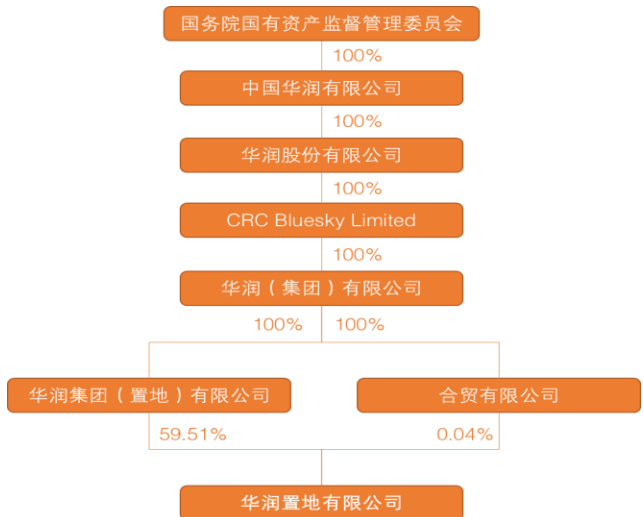 国务院国有资产监督管理委员会
100%
中国华润有限公司
100%
华润股份有限公司
100%
CRC Bluesky Limited
100%
华润（集团）有限公司
100% 100%
华润集团（置地）有限公司 合贸有限公司
59.51% 0.04%
华润置地有限公司